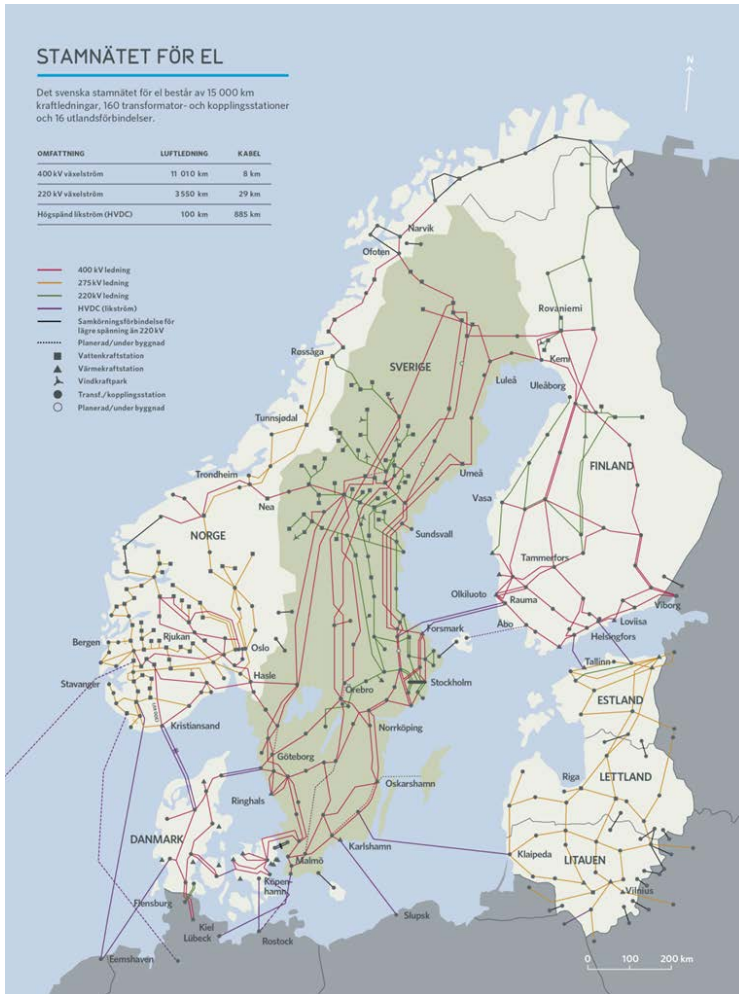 STAMNÄTET FÖR EL
Det svenska stamnätet för el består av 15 000 km
kraftledningar, 160 transformator- och kopplingsstationer
och 16 utlandsförbindelser.
OMFATTNING LUFTLEDNING KABEL
400 kV växelström 11 010 km 8 km
220 kV växelström 3 550 km 29 km
Högspänd likström (HVDC) 100 km 885 km
400 kV ledning
275 kV ledning
220 kV ledning
HVDC (likström)
Samkörningsförbindelse för
lägre spänning än 220 kV
Planerad/under byggnad
Vattenkraftstation
Värmekraftstation
Vindkraftpark
Transf./kopplingsstation
Planerad/under byggnad
N
Narvik
Ofoten
Rovaniemi
Røssåga
SVERIGE
Kemi
Luleå
Uleåborg
Tunnsjødal
FINLAND
Trondheim
Umeå
Nea
Vasa
NORGE
Sundsvall
Tammerfors
Olkiluoto
Rauma
Viborg
Forsmark
Åbo
Loviisa
Rjukan
Helsingfors
Bergen
Oslo
Tallinn
Hasle
Stockholm
Stavanger
Örebro
ESTLAND
Kristiansand
Norrköping
Göteborg
Riga
LETTLAND
Oskarshamn
Ringhals
DANMARK
Karlshamn
Klaipeda
LITAUEN
Malmö
Köpen-
hamn
Vilnius
Flensburg
Kiel
Slupsk
Lübeck
Rostock
Eemshaven
0 100 200 km